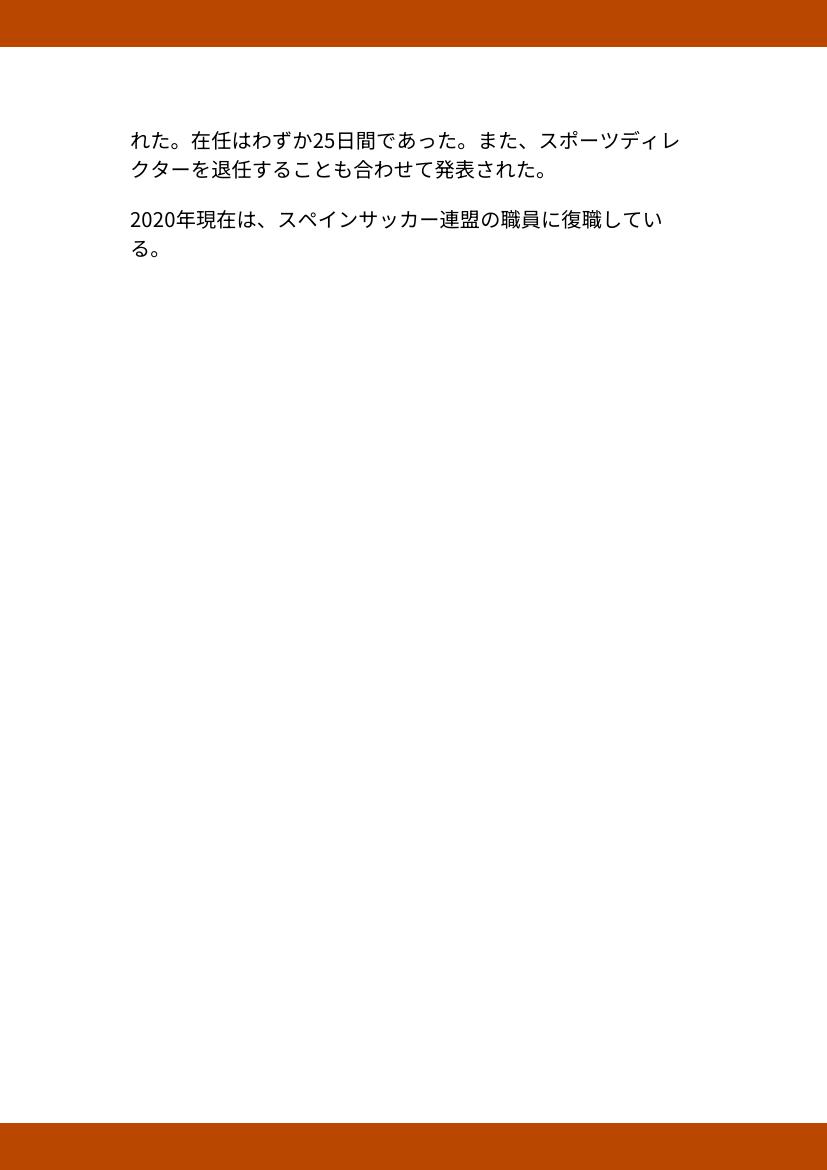 れた。在任はわずか25日間であった。また、スポーツディレ
クターを退任することも合わせて発表された。
2020年現在は、スペインサッカー連盟の職員に復職してい
る。